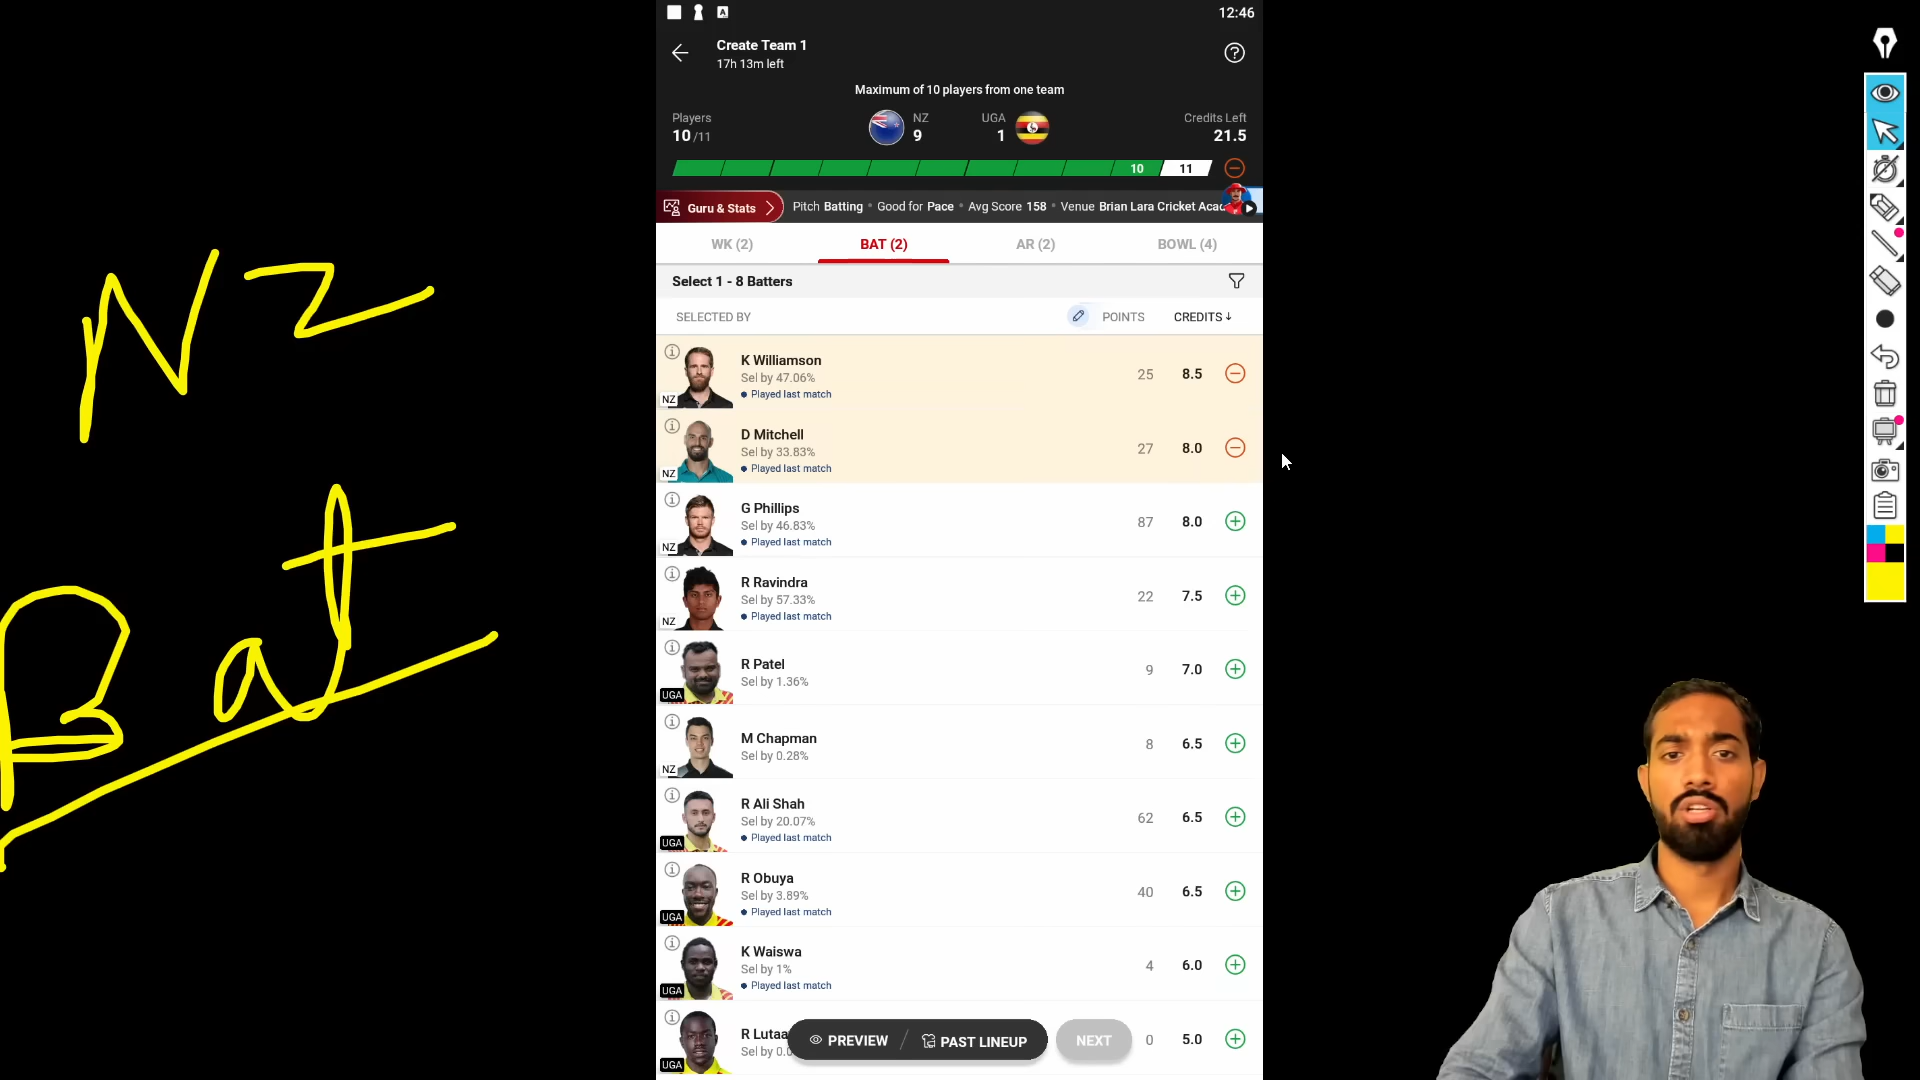 12:46
Create Team 1
17h 13m left
Maximum of 10 players from one team
Players
10 /11
NZ
9
UGA
1
Credits Left
21.5
10 11
Guru & Stats
Pitch Batting • Good for Pace • Avg Score 158 • Venue Brian Lara Cricket Acad
WK (2) BAT (2) AR (2) BOWL (4)
Select 1 - 8 Batters
SELECTED BY POINTS CREDITS ↓
K Williamson
Sel by 47.06%
Played last match
NZ
25 8.5
D Mitchell
Sel by 33.83%
Played last match
NZ
27 8.0
G Phillips
Sel by 46.83%
Played last match
NZ
87 8.0
R Ravindra
Sel by 57.33%
Played last match
NZ
22 7.5
R Patel
Sel by 1.36%
UGA
9 7.0
M Chapman
Sel by 0.28%
NZ
8 6.5
R Ali Shah
Sel by 20.07%
Played last match
UGA
62 6.5
R Obuya
Sel by 3.89%
Played last match
UGA
40 6.5
K Waiswa
Sel by 1%
Played last match
UGA
4 6.0
R Lutaa
Sel by 0.0
UGA
0 5.0
PREVIEW / PAST LINEUP
NEXT
NZ
Bat